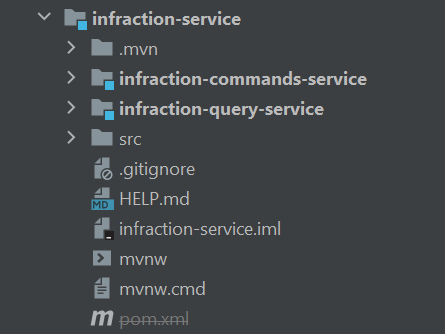 infraction-service
.mvn
infraction-commands-service
infraction-query-service
src
.gitignore
MD HELP.md
infraction-service.iml
mvnw
mvnw.cmd
m pom.xml